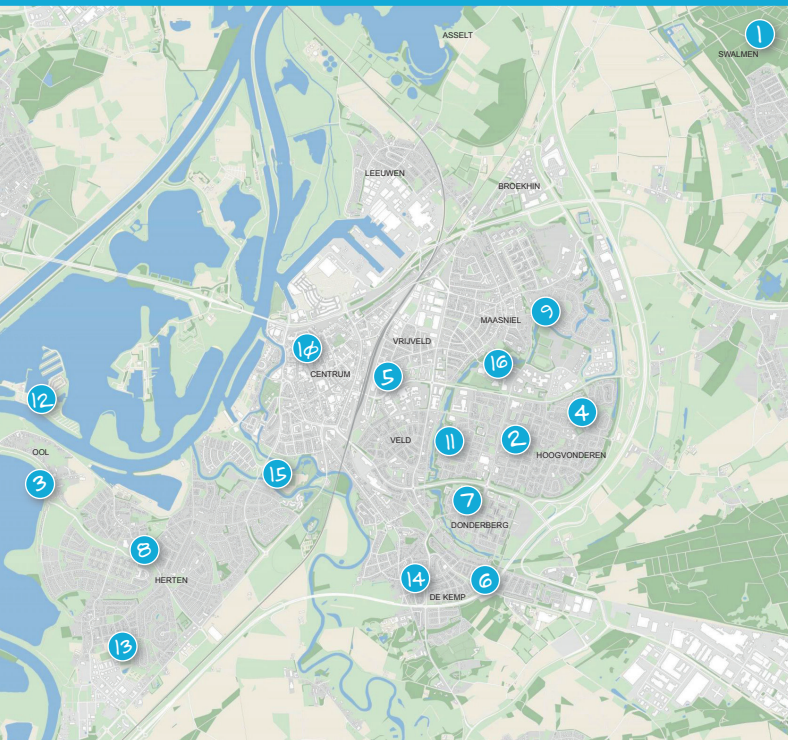 1
SWALMEN
ASSELT
LEEUWEN
BROEKHIN
9
MAASNIEL
VRIJVELD
10
CENTRUM
16
5
12
4
2
HOOGVONDEREN
11
VELD
OOL
3
15
7
DONDERBERG
8
HERTEN
14
6
DE KEMP
13